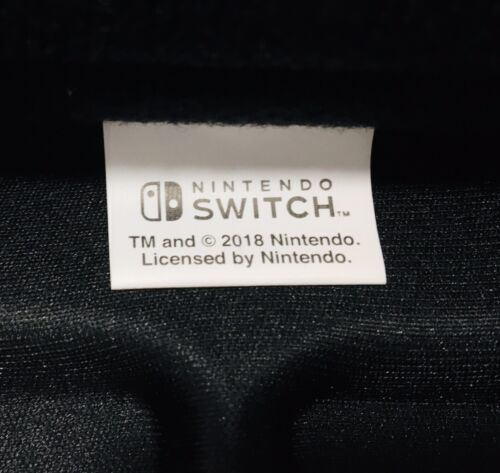 NINTENDO
SWITCH™
TM and © 2018 Nintendo.
Licensed by Nintendo.